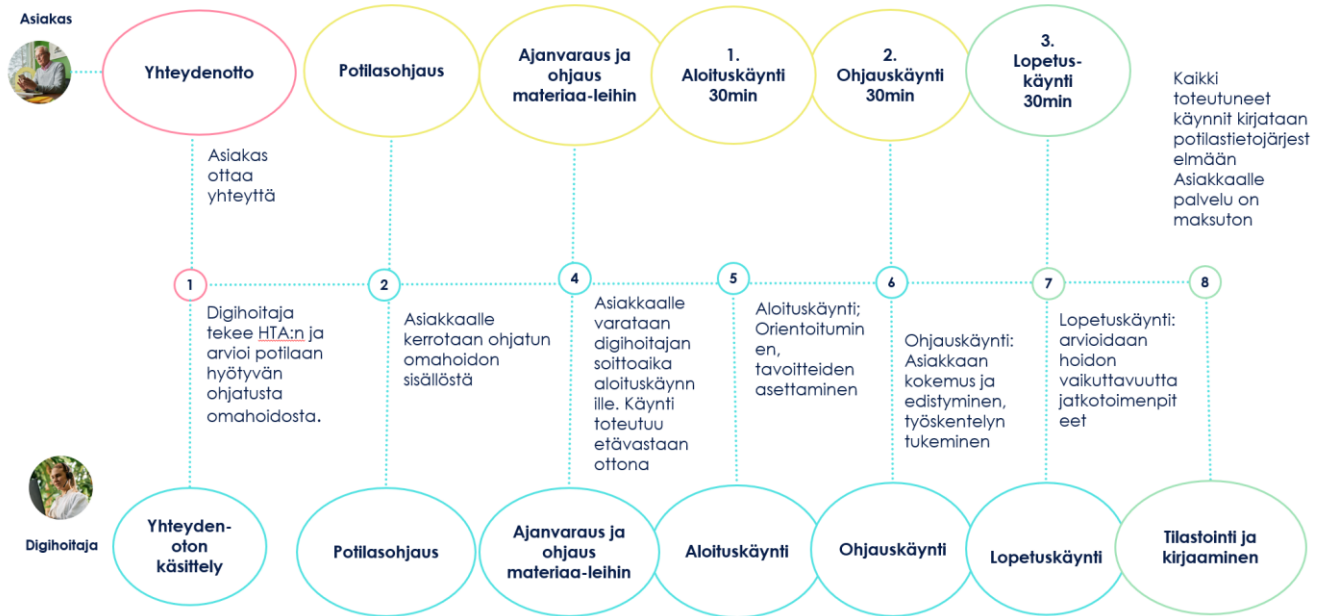 Asiakas
Yhteydenotto
Potilasohjaus
Ajanvaraus ja
ohjaus
materiaa-leihin
1.
Aloituskäynti
30min
2.
Ohjauskäynti
30min
3.
Lopetus-
käynti
30min
Kaikki
toteutuneet
käynnit kirjataan
potilastietojärjest
elmään
Asiakkaalle
palvelu on
maksuton
Asiakas
ottaa
yhteyttä
1
2
4
5
6
7
8
Digihoitaja
tekee HTA:n ja
arvioi potilaan
hyötyvän
ohjatusta
omahoidosta.
Asiakkaalle
kerrotaan ohjatun
omahoidon
sisällöstä
Asiakkaalle
varataan
digihoitajan
soittoaika
aloituskäynn
ille. Käynti
toteutuu
etävastaan
ottona
Aloituskäynti;
Orientoitumin
en,
tavoitteiden
asettaminen
Ohjauskäynti:
Asiakkaan
kokemus ja
edistyminen,
työskentelyn
tukeminen
Lopetuskäynti:
arvioidaan
hoidon
vaikuttavuutta
jatkotoimenpit
eet
Digihoitaja
Yhteyden-
oton
käsittely
Potilasohjaus
Ajanvaraus ja
ohjaus
materiaa-leihin
Aloituskäynti
Ohjauskäynti
Lopetuskäynti
Tilastointi ja
kirjaaminen